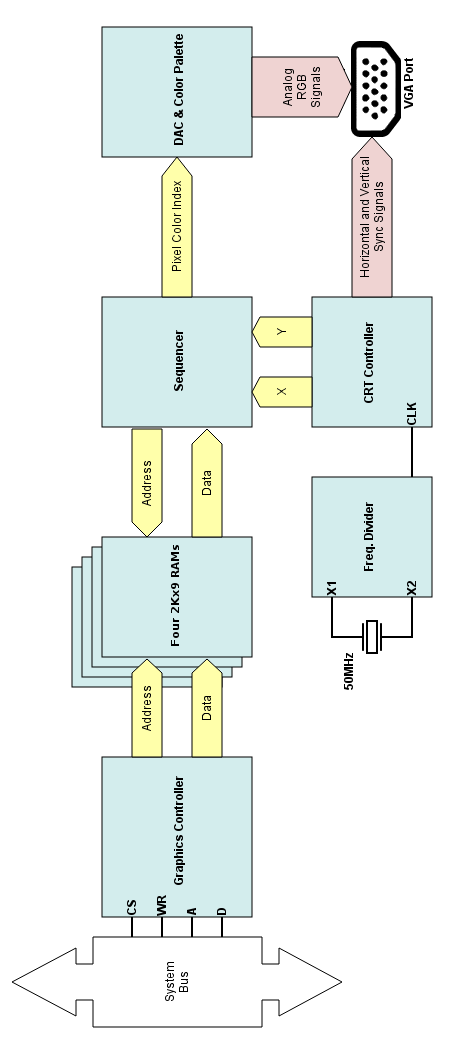 System
Bus
CS
WR
A
D
Graphics Controller
Address
Data
Four 2Kx9 RAMs
Address
Data
Sequencer
Pixel Color Index
DAC & Color Palette
X
Y
Analog
RGB
Signals
50MHz
X1
X2
Freq. Divider
CLK
CRT Controller
Horizontal and Vertical
Sync Signals
VGA Port